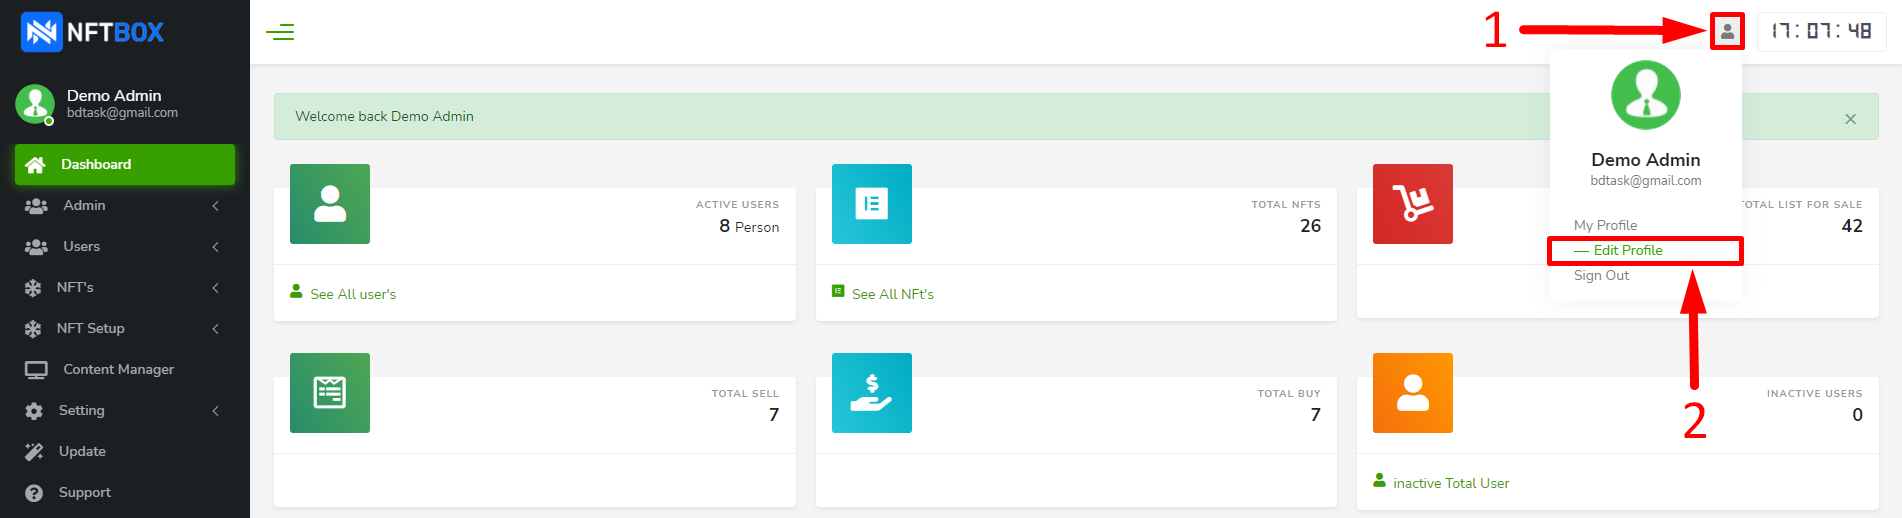 NFTBOX
Demo Admin
bdtask@gmail.com
Dashboard
Admin
Users
NFT's
NFT Setup
Content Manager
Setting
Update
Support
1
17:07:48
Welcome back Demo Admin
×
Demo Admin
bdtask@gmail.com
My Profile
— Edit Profile
Sign Out
2
ACTIVE USERS
8 Person
See All user's
TOTAL NFTS
26
See All NFt's
TOTAL LIST FOR SALE
42
TOTAL SELL
7
TOTAL BUY
7
INACTIVE USERS
0
inactive Total User